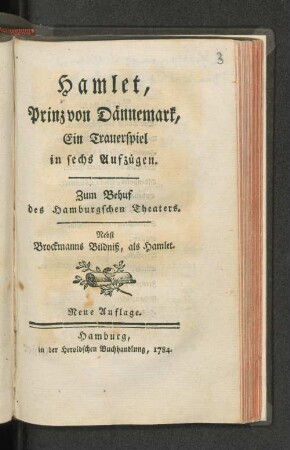 3
Hamlet,
Prinz von Dännemark,
Ein Trauerspiel
in sechs Aufzügen.
Zum Behuf
des Hamburgschen Theaters.
Nebst
Brockmanns Bildniß, als Hamlet.
Neue Auflage.
Hamburg,
in der Heroldschen Buchhandlung, 1784.